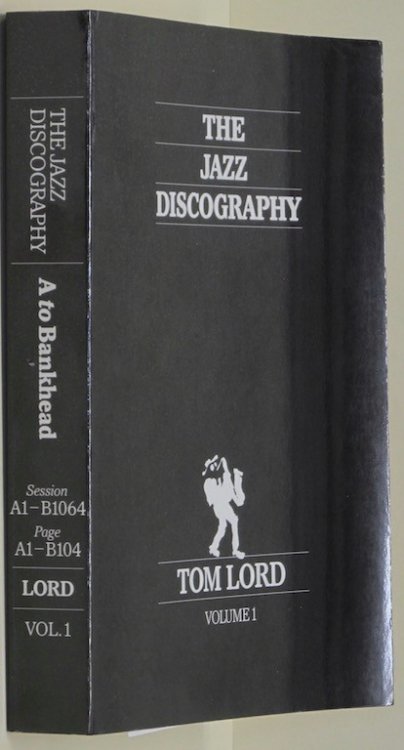 THE JAZZ
DISCOGRAPHY
A to Bankhead
Session
A1-B1064
Page
A1-B104
LORD
VOL. 1
THE
JAZZ
DISCOGRAPHY
TOM LORD
VOLUME 1